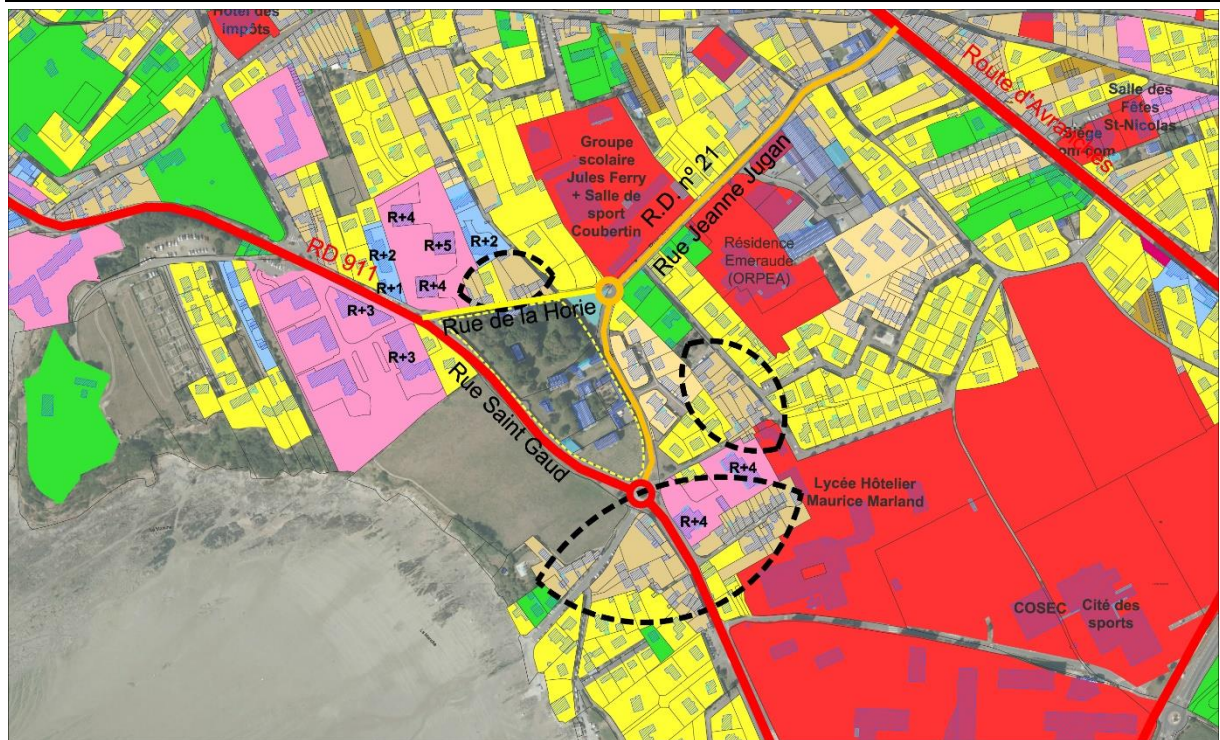 Hôtel des
impôts
Route d'Avranches
Salle des
Fêtes
St-Nicolas
Siège
om-com
Groupe
scolaire
Jules Ferry
+ Salle de
sport
Coubertin
R.D. n° 21
Rue Jeanne Jugan
Résidence
Emeraude
(ORPEA)
R+4
R+5
R+2
R+2
R+1
R+4
RD 911
R+3
R+3
Rue de la Horie
Rue Saint Gaud
R+4
R+4
Lycée Hôtelier
Maurice Marland
COSEC
Cité des
sports